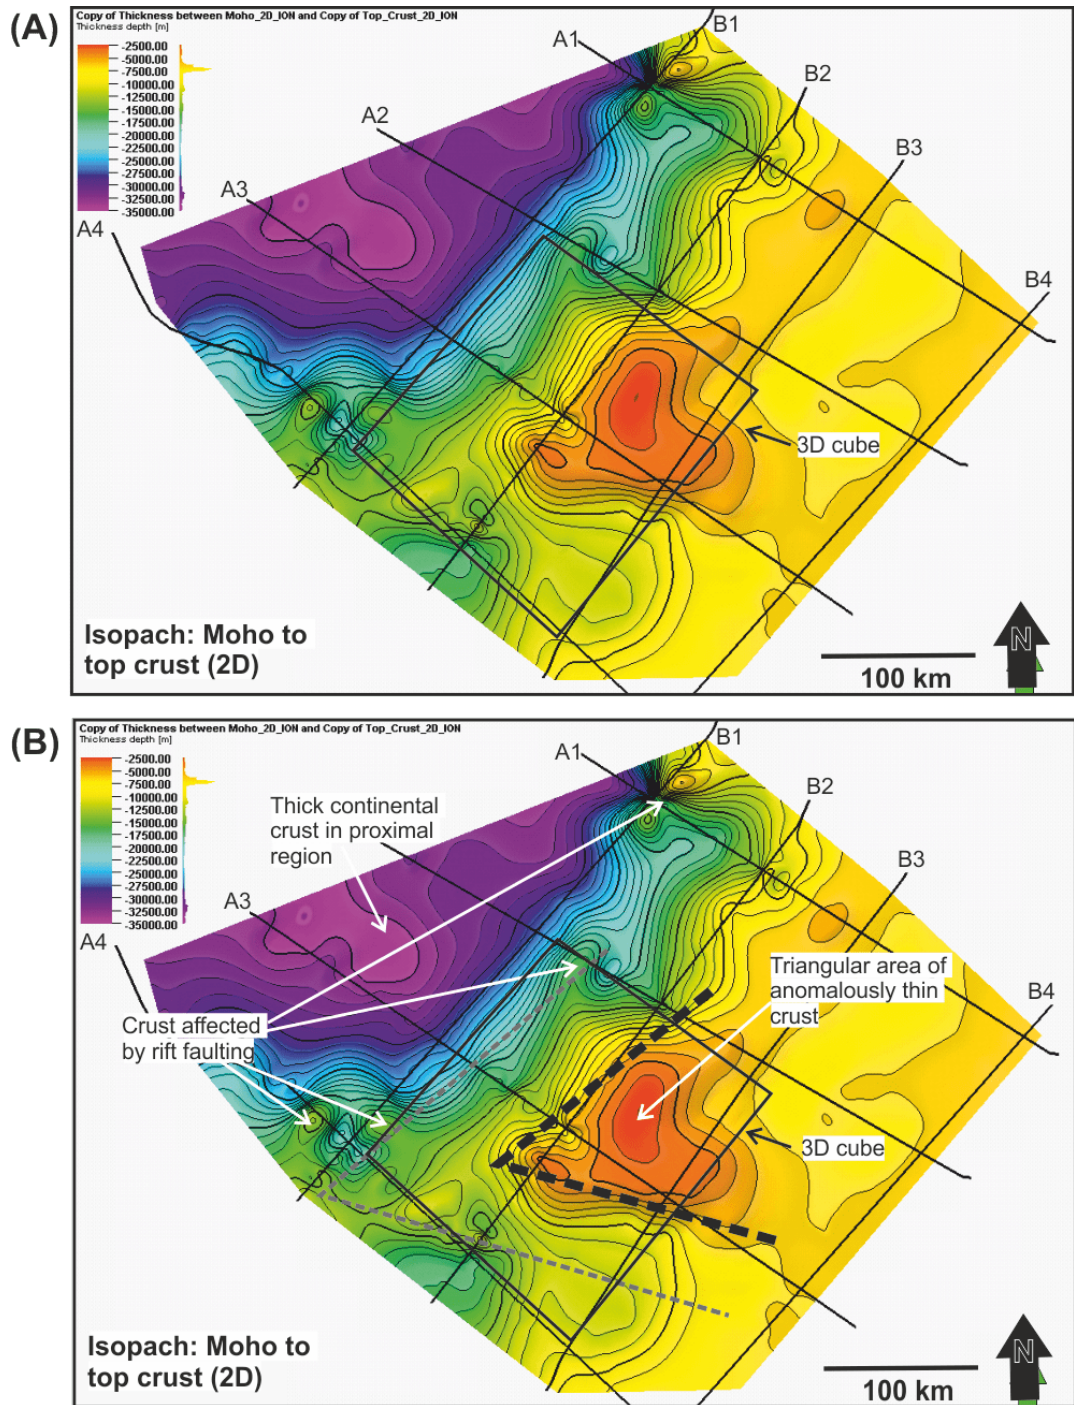 (A)
Copy of Thickness between Moho_2D_ION and Copy of Top_Crust_2D_ION
Thickness depth [m]
-2500.00
-5000.00
-7500.00
-10000.00
-12500.00
-15000.00
-17500.00
-20000.00
-22500.00
-25000.00
-27500.00
-30000.00
-32500.00
-35000.00
A1
B1
A2
B2
A3
B3
A4
B4
3D cube
Isopach: Moho to
top crust (2D)
100 km
N
(B)
Copy of Thickness between Moho_2D_ION and Copy of Top_Crust_2D_ION
Thickness depth [m]
-2500.00
-5000.00
-7500.00
-10000.00
-12500.00
-15000.00
-17500.00
-20000.00
-22500.00
-25000.00
-27500.00
-30000.00
-32500.00
-35000.00
A1
B1
B2
Thick continental
crust in proximal
region
A3
B3
A4
Triangular area of
anomalously thin
crust
B4
Crust affected
by rift faulting
3D cube
Isopach: Moho to
top crust (2D)
100 km
N